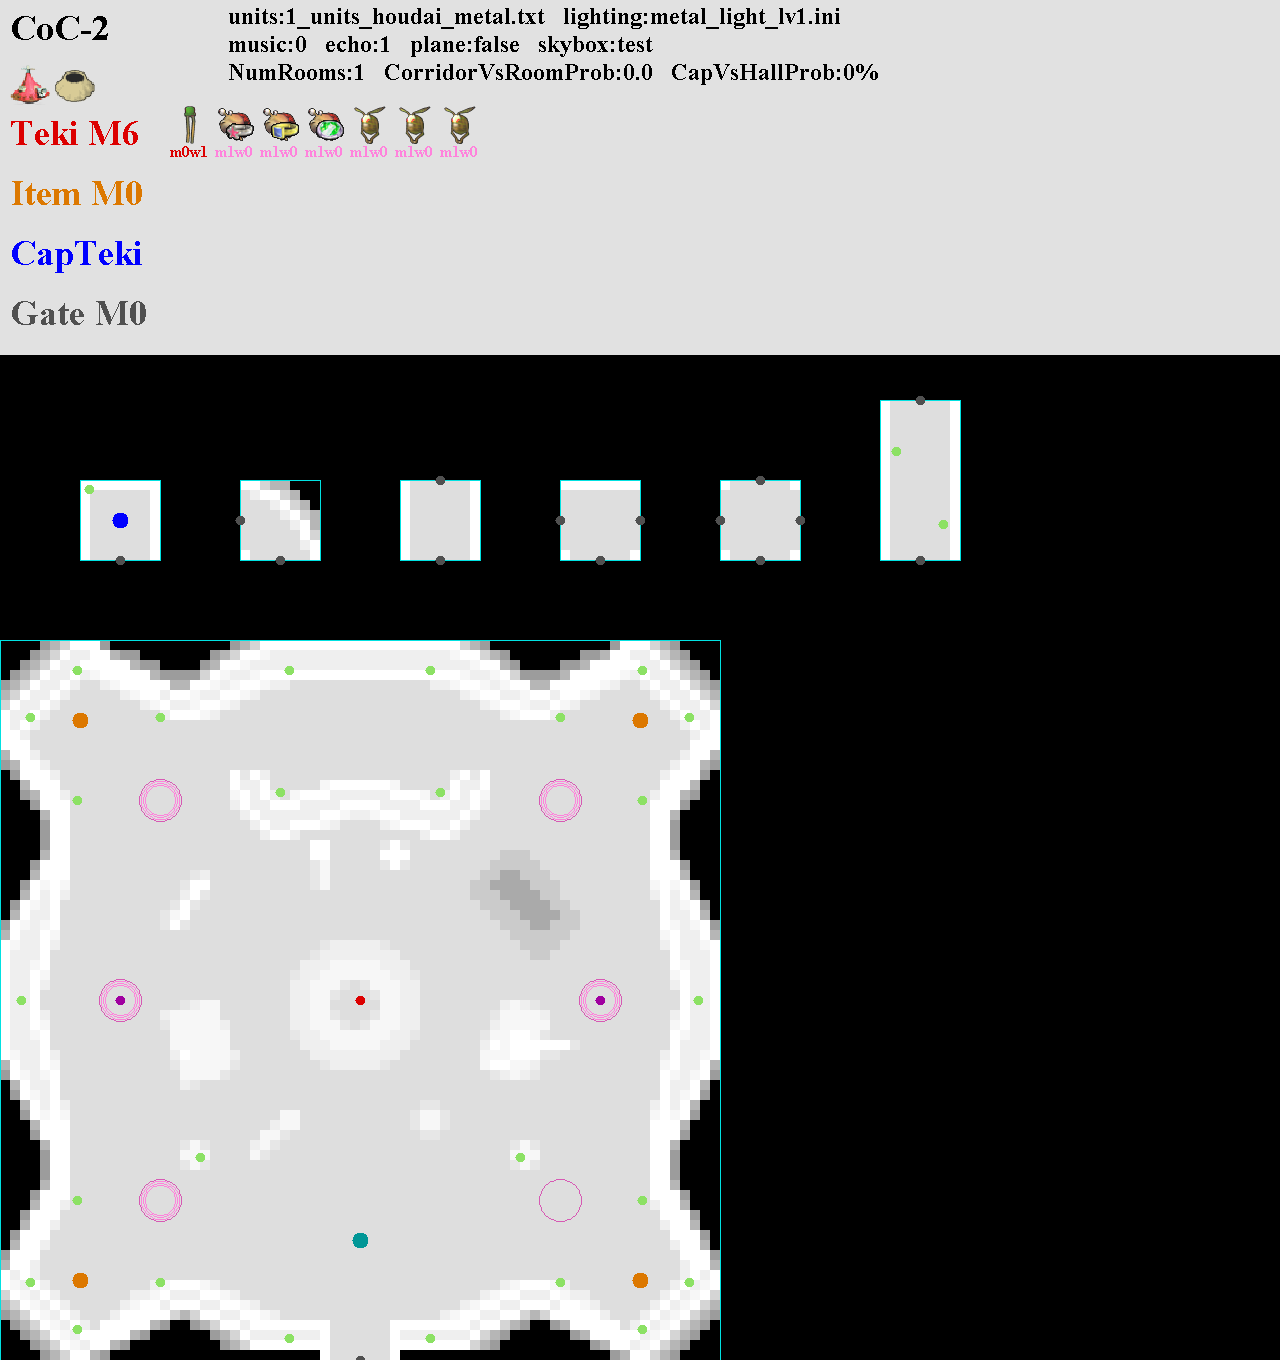 CoC-2
units:1_units_houdai_metal.txt lighting:metal_light_lv1.ini
music:0 echo:1 plane:false skybox:test
NumRooms:1 CorridorVsRoomProb:0.0 CapVsHallProb:0%
Teki M6
m0w1 m1w0 m1w0 m1w0 m1w0 m1w0 m1w0
Item M0
CapTeki
Gate M0